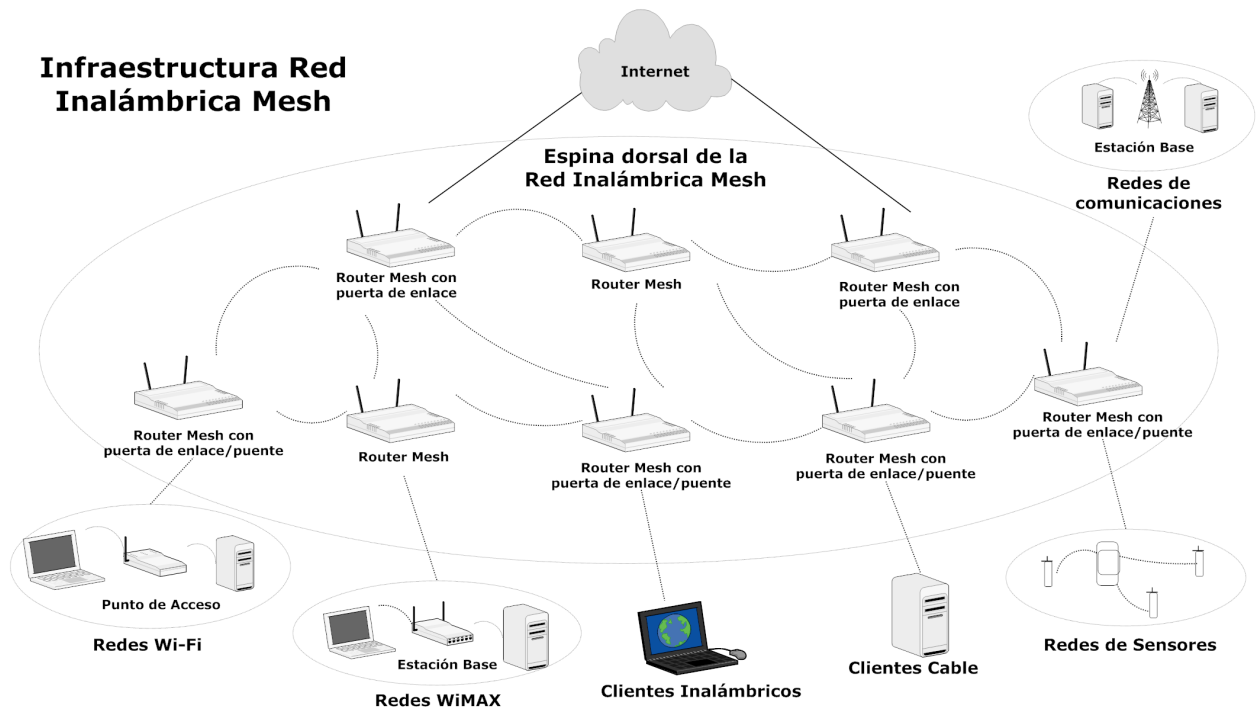 Infraestructura Red
Inalámbrica Mesh
Internet
Estación Base
Redes de
comunicaciones
Espina dorsal de la
Red Inalámbrica Mesh
Router Mesh con
puerta de enlace
Router Mesh
Router Mesh con
puerta de enlace
Router Mesh con
puerta de enlace/puente
Router Mesh
Router Mesh con
puerta de enlace/puente
Router Mesh con
puerta de enlace/puente
Router Mesh con
puerta de enlace/puente
Punto de Acceso
Redes Wi-Fi
Estación Base
Redes WiMAX
Clientes Inalámbricos
Clientes Cable
Redes de Sensores